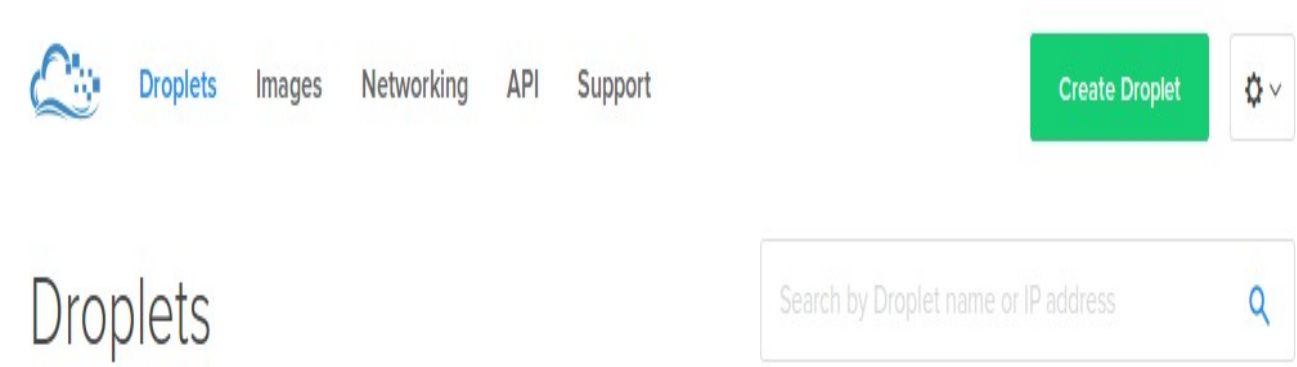 Droplets Images Networking API Support Create Droplet
Droplets Search by Droplet name or IP address